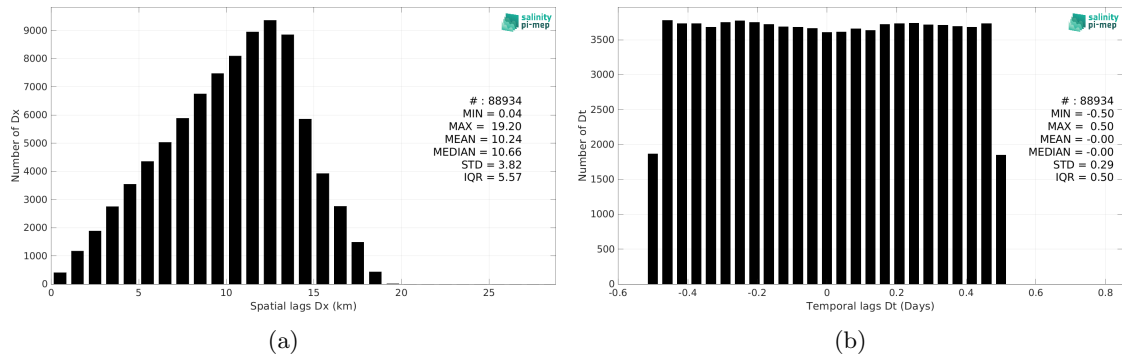 9000
8000
7000
6000
5000
4000
3000
2000
1000
0
Number of Dx
0 5 10 15 20 25
Spatial lags Dx (km)
salinity
pi-mep
# : 88934
MIN = 0.04
MAX = 19.20
MEAN = 10.24
MEDIAN = 10.66
STD = 3.82
IQR = 5.57
(a)
3500
3000
2500
2000
1500
1000
500
0
Number of Dt
-0.6 -0.4 -0.2 0 0.2 0.4 0.6 0.8
Temporal lags Dt (Days)
salinity
pi-mep
# : 88934
MIN = -0.50
MAX = 0.50
MEAN = -0.00
MEDIAN = -0.00
STD = 0.29
IQR = 0.50
(b)